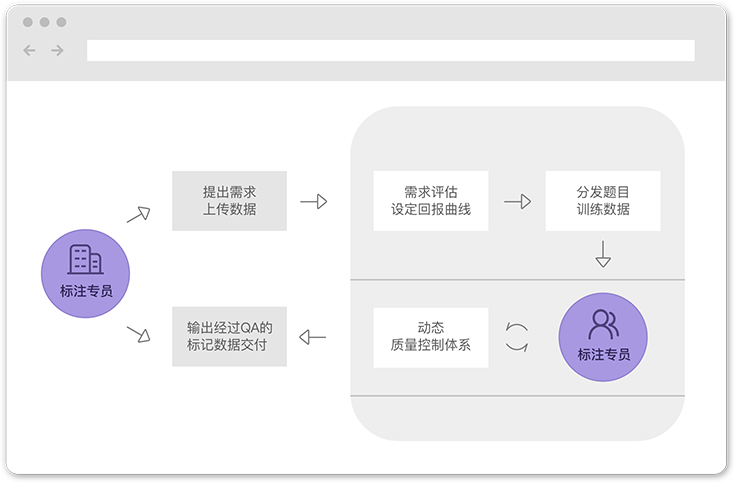 提出需求
上传数据
需求评估
设定回报曲线
分发题目
训练数据
标注专员
输出经过QA的
标记数据交付
动态
质量控制体系
标注专员